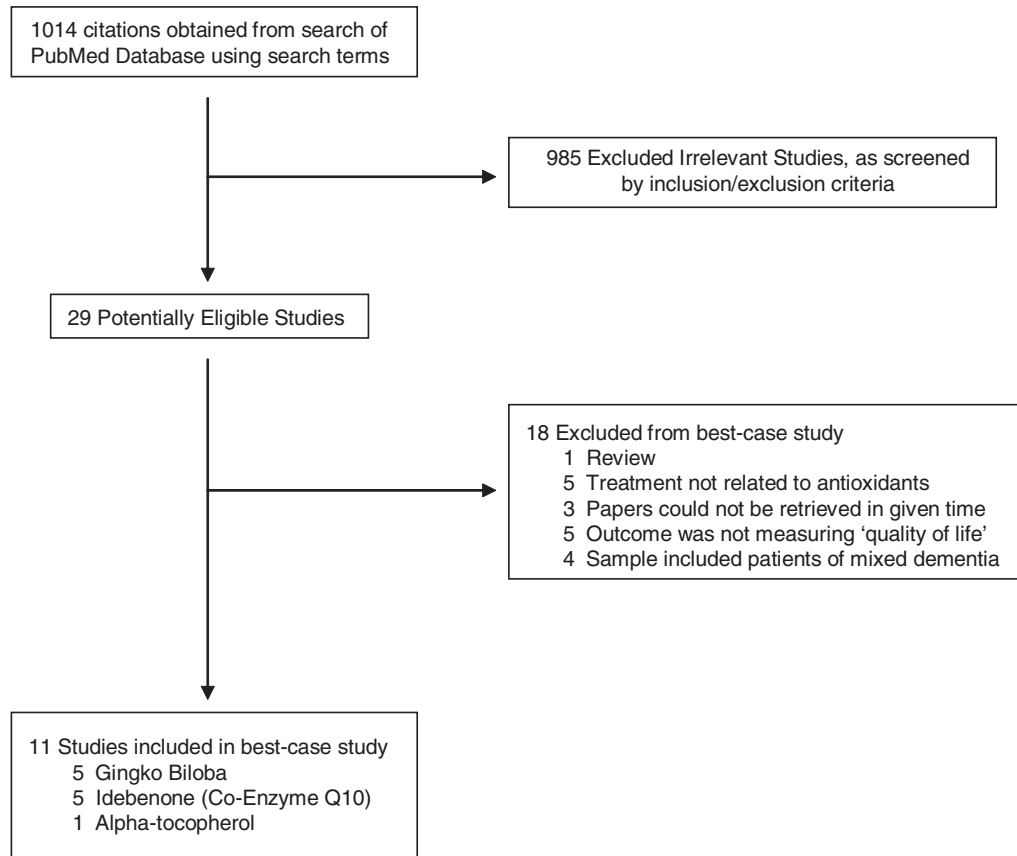 1014 citations obtained from search of
PubMed Database using search terms
985 Excluded Irrelevant Studies, as screened
by inclusion/exclusion criteria
29 Potentially Eligible Studies
18 Excluded from best-case study
1 Review
5 Treatment not related to antioxidants
3 Papers could not be retrieved in given time
5 Outcome was not measuring ‘quality of life’
4 Sample included patients of mixed dementia
11 Studies included in best-case study
5 Gingko Biloba
5 Idebenone (Co-Enzyme Q10)
1 Alpha-tocopherol